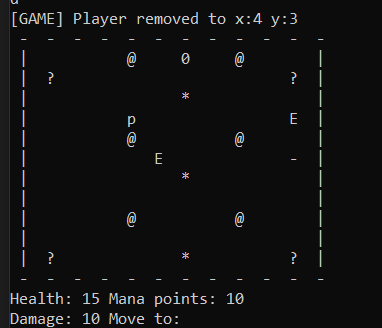 [GAME] Player removed to x:4 y:3
 -  -  -  -  -  -  -  -  -  -  -  -
 |           @     0     @        |
 |  ?                          ?  |
 |                 *              |
 |           p                 E  |
 |           @           @        |
 |              E              -  |
 |                 *              |
 |                                |
 |           @           @        |
 |                                |
 |  ?              *           ?  |
 -  -  -  -  -  -  -  -  -  -  -  -
Health: 15 Mana points: 10
Damage: 10 Move to: